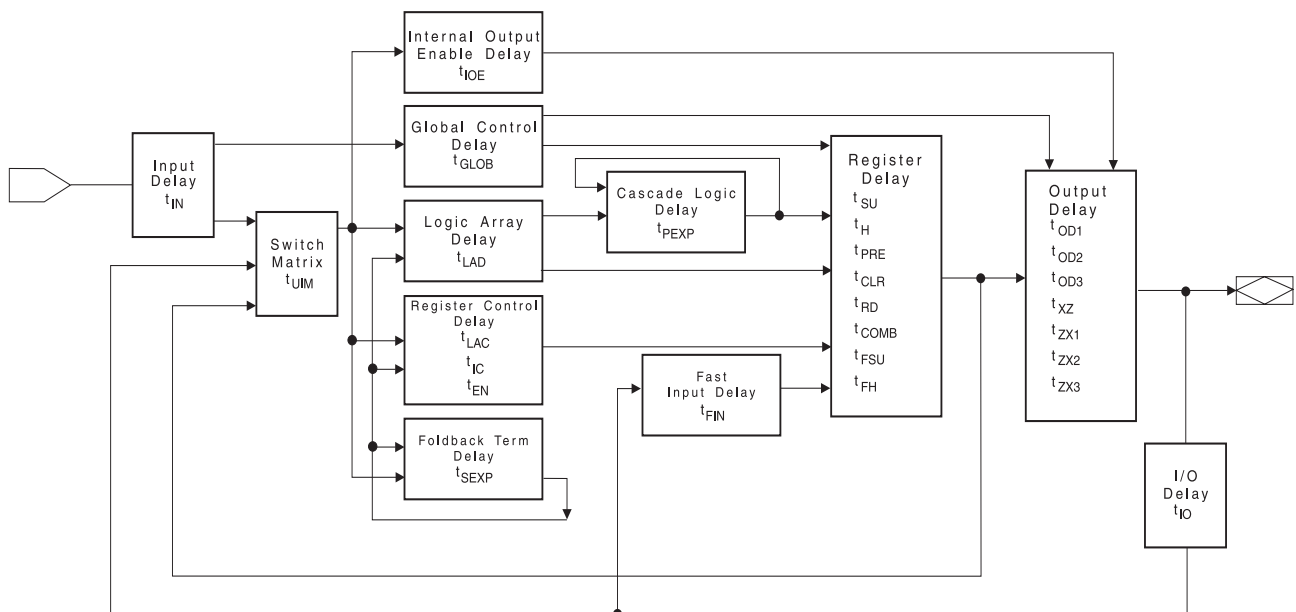 Internal Output
Enable Delay
tIOE
Global Control
Delay
tGLOB
Input
Delay
tIN
Switch
Matrix
tUIM
Logic Array
Delay
tLAD
Cascade Logic
Delay
tPEXP
Register Control
Delay
tLAC
tIC
tEN
Foldback Term
Delay
tSEXP
Fast
Input Delay
tFIN
Register
Delay
tSU
tH
tPRE
tCLR
tRD
tCOMB
tFSU
tFH
Output
Delay
tOD1
tOD2
tOD3
tXZ
tZX1
tZX2
tZX3
I/O
Delay
tIO